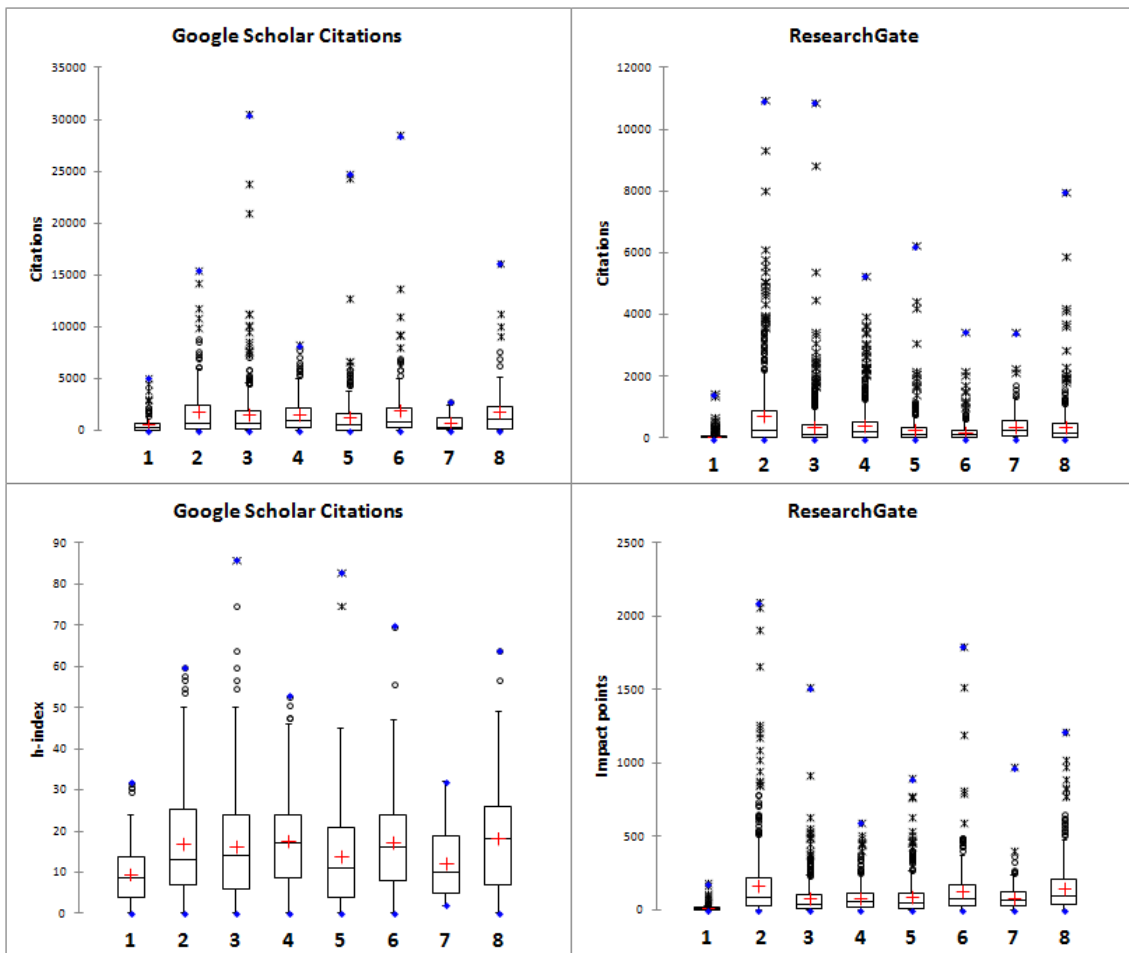 Google Scholar Citations
Citations
35000
30000
25000
20000
15000
10000
5000
0
1 2 3 4 5 6 7 8
ResearchGate
Citations
12000
10000
8000
6000
4000
2000
0
1 2 3 4 5 6 7 8
Google Scholar Citations
h-index
90
80
70
60
50
40
30
20
10
0
1 2 3 4 5 6 7 8
ResearchGate
Impact points
2500
2000
1500
1000
500
0
1 2 3 4 5 6 7 8